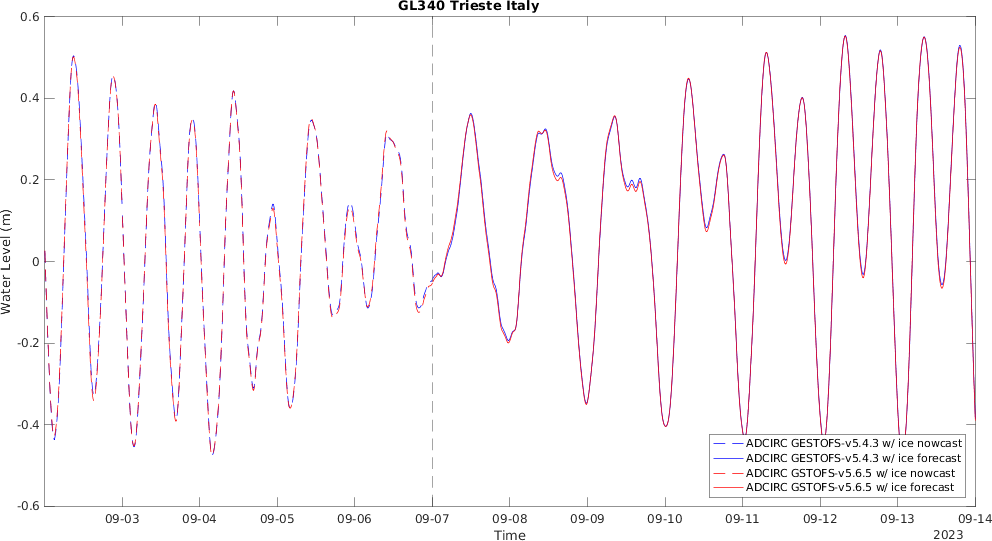 GL340 Trieste Italy
0.6
0.4
0.2
0
-0.2
-0.4
-0.6
Water Level (m)
ADCIRC GESTOFS-v5.4.3 w/ ice nowcast
ADCIRC GESTOFS-v5.4.3 w/ ice forecast
ADCIRC GSTOFS-v5.6.5 w/ ice nowcast
ADCIRC GSTOFS-v5.6.5 w/ ice forecast
09-03 09-04 09-05 09-06 09-07 09-08 09-09 09-10 09-11 09-12 09-13 09-14
Time
2023